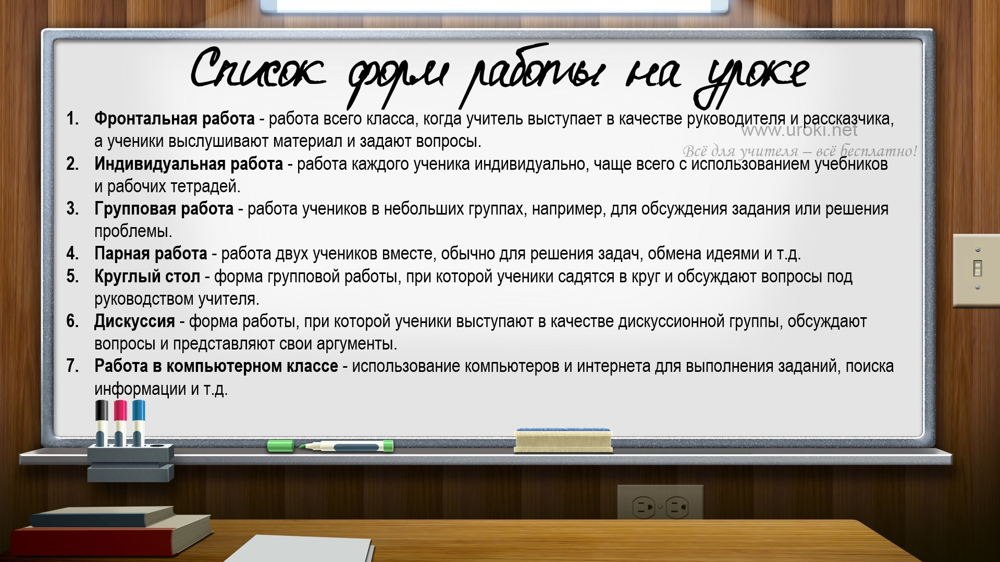 Список форм работы на уроке
1. Фронтальная работа - работа всего класса, когда учитель выступает в качестве руководителя и рассказчика,
а ученики выслушивают материал и задают вопросы.
www.uroki.net
Всё для учителя – всё бесплатно!
2. Индивидуальная работа - работа каждого ученика индивидуально, чаще всего с использованием учебников
и рабочих тетрадей.
3. Групповая работа - работа учеников в небольших группах, например, для обсуждения задания или решения
проблемы.
4. Парная работа - работа двух учеников вместе, обычно для решения задач, обмена идеями и т.д.
5. Круглый стол - форма групповой работы, при которой ученики садятся в круг и обсуждают вопросы под
руководством учителя.
6. Дискуссия - форма работы, при которой ученики выступают в качестве дискуссионной группы, обсуждают
вопросы и представляют свои аргументы.
7. Работа в компьютерном классе - использование компьютеров и интернета для выполнения заданий, поиска
информации и т.д.